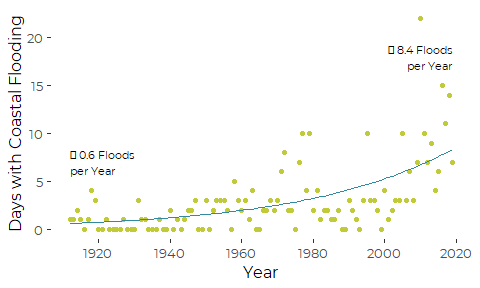 Days with Coastal Flooding
20
15
10
5
0
▯ 8.4 Floods
per Year
▯ 0.6 Floods
per Year
1920
1940
1960
1980
2000
2020
Year